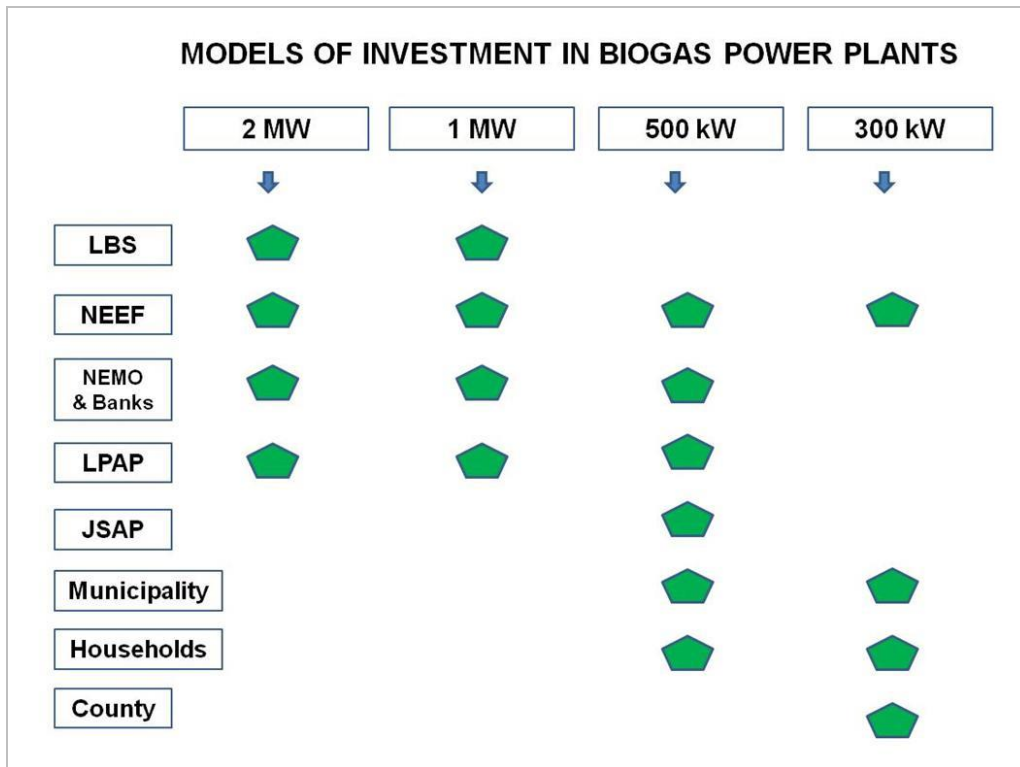 MODELS OF INVESTMENT IN BIOGAS POWER PLANTS
2 MW
1 MW
500 kW
300 kW
LBS
NEEF
NEMO
& Banks
LPAP
JSAP
Municipality
Households
County